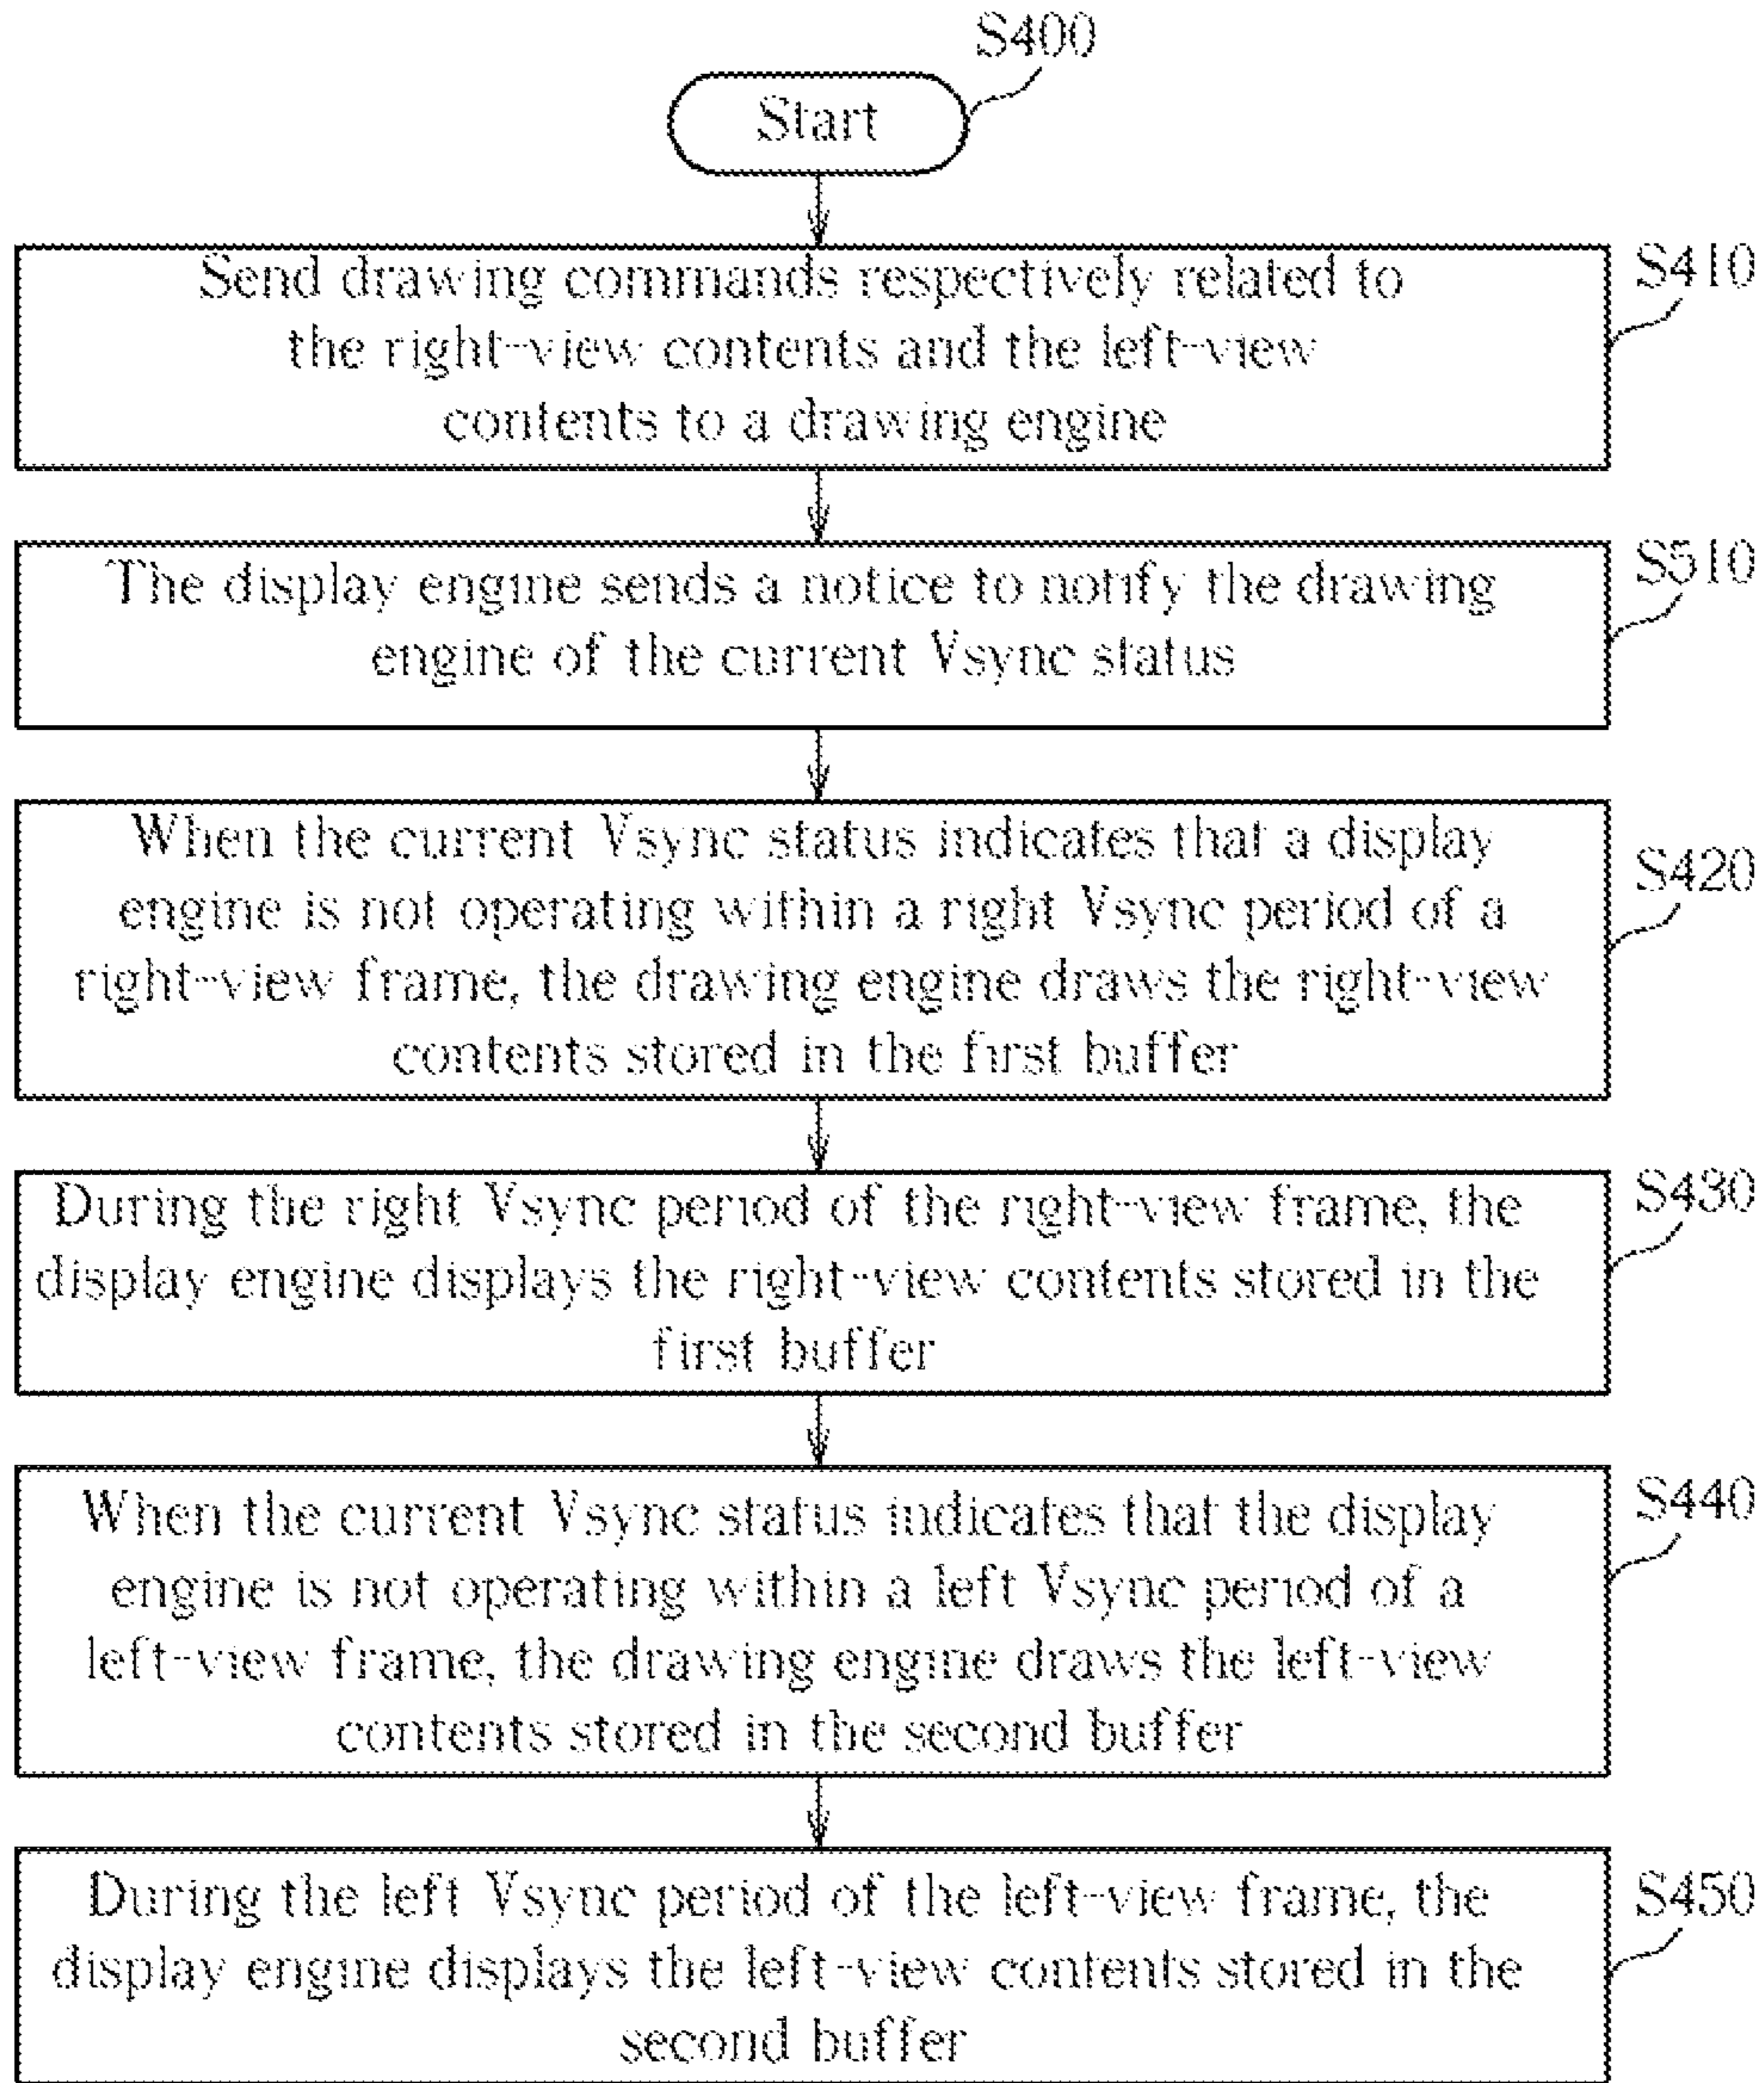 S400
Start
S410
Send drawing commands respectively related to
the right-view contents and the left-view
contents to a drawing engine
S510
The display engine sends a notice to notify the drawing
engine of the current Vsync status
S420
When the current Vsync status indicates that a display
engine is not operating within a right Vsync period of a
right-view frame, the drawing engine draws the right-view
contents stored in the first buffer
S430
During the right Vsync period of the right-view frame, the
display engine displays the right-view contents stored in the
first buffer
S440
When the current Vsync status indicates that the display
engine is not operating within a left Vsync period of a
left-view frame, the drawing engine draws the left-view
contents stored in the second buffer
S450
During the left Vsync period of the left-view frame, the
display engine displays the left-view contents stored in the
second buffer